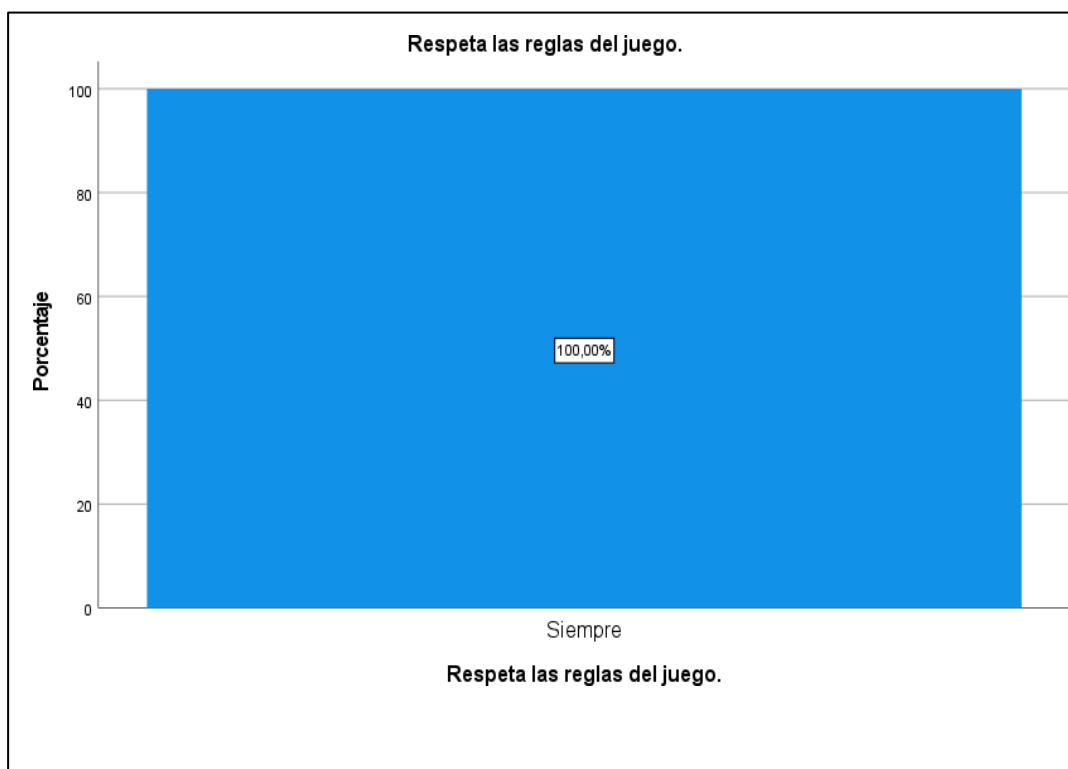 Respeta las reglas del juego.
100
80
60
40
20
0
Porcentaje
100,00%
Siempre
Respeta las reglas del juego.